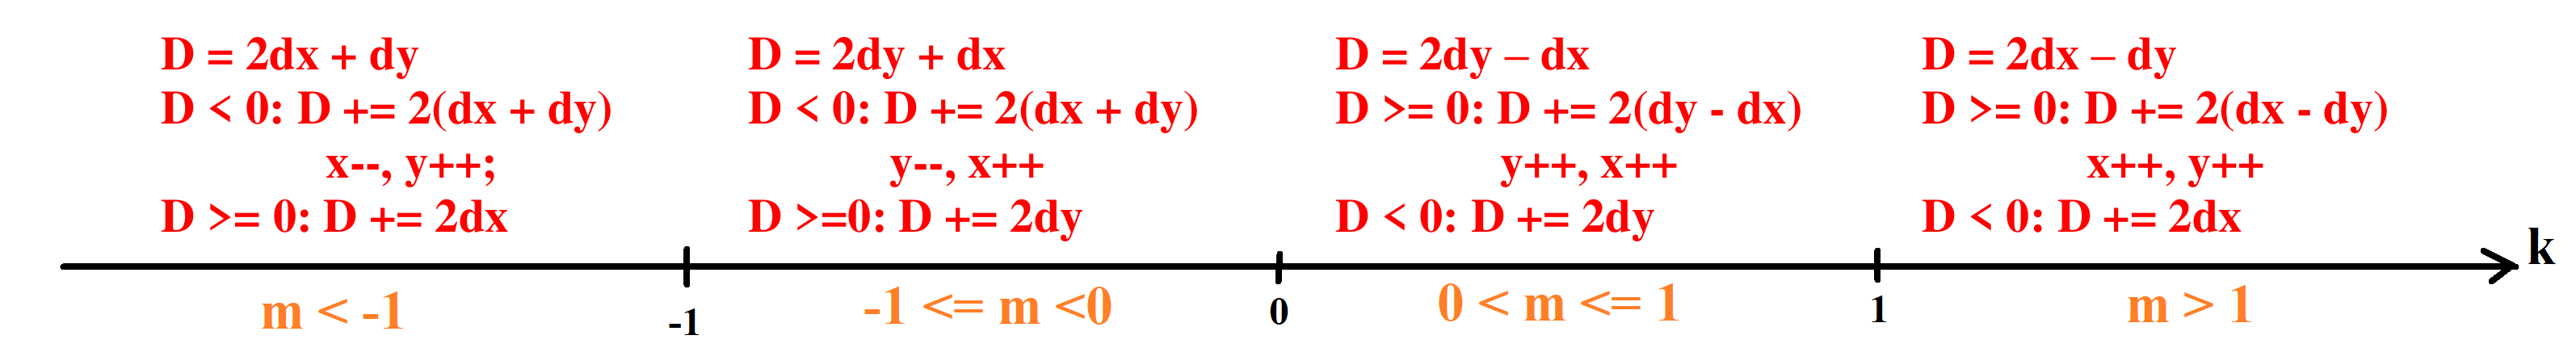 D = 2dx + dy
D < 0: D += 2(dx + dy)
x--, y++;
D >= 0: D += 2dx
D = 2dy + dx
D < 0: D += 2(dx + dy)
y--, x++
D >=0: D += 2dy
D = 2dy – dx
D >= 0: D += 2(dy - dx)
y++, x++
D < 0: D += 2dy
D = 2dx – dy
D >= 0: D += 2(dx - dy)
x++, y++
D < 0: D += 2dx
k
m < -1
-1
-1 <= m <0
0
0 < m <= 1
1
m > 1